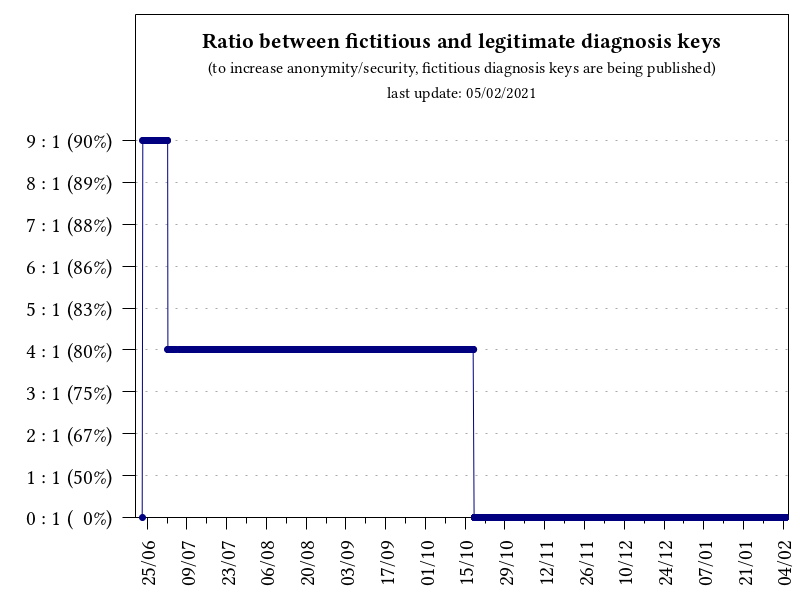 Ratio between fictitious and legitimate diagnosis keys
(to increase anonymity/security, fictitious diagnosis keys are being published)
last update: 05/02/2021
9 : 1 (90%)
8 : 1 (89%)
7 : 1 (88%)
6 : 1 (86%)
5 : 1 (83%)
4 : 1 (80%)
3 : 1 (75%)
2 : 1 (67%)
1 : 1 (50%)
0 : 1 ( 0%)
25/06
09/07
23/07
06/08
20/08
03/09
17/09
01/10
15/10
29/10
12/11
26/11
10/12
24/12
07/01
21/01
04/02